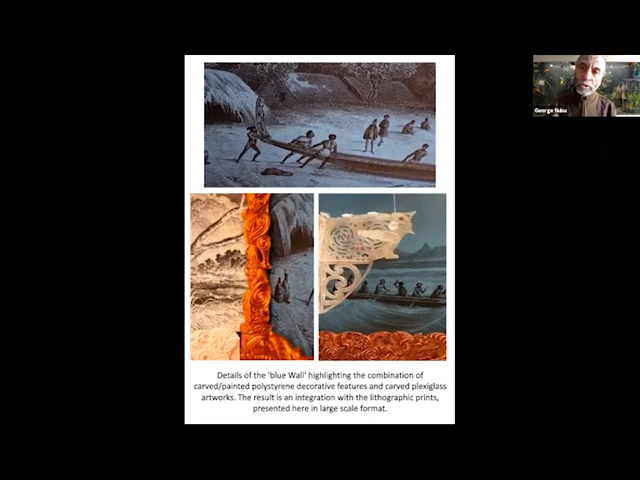 George Nuku
Details of the 'blue Wall' highlighting the combination of
carved/painted polystyrene decorative features and carved plexiglass
artworks. The result is an integration with the lithographic prints,
presented here in large scale format.